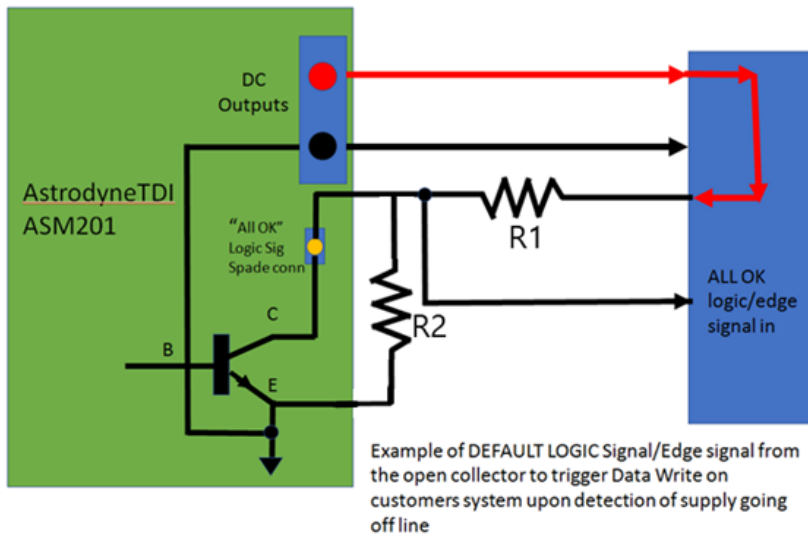 DC
Outputs
AstrodyneTDI
ASM201
“All OK”
Logic Sig
Spade conn
R1
R2
C
B
E
ALL OK
logic/edge
signal in
Example of DEFAULT LOGIC Signal/Edge signal from
the open collector to trigger Data Write on
customers system upon detection of supply going
off line